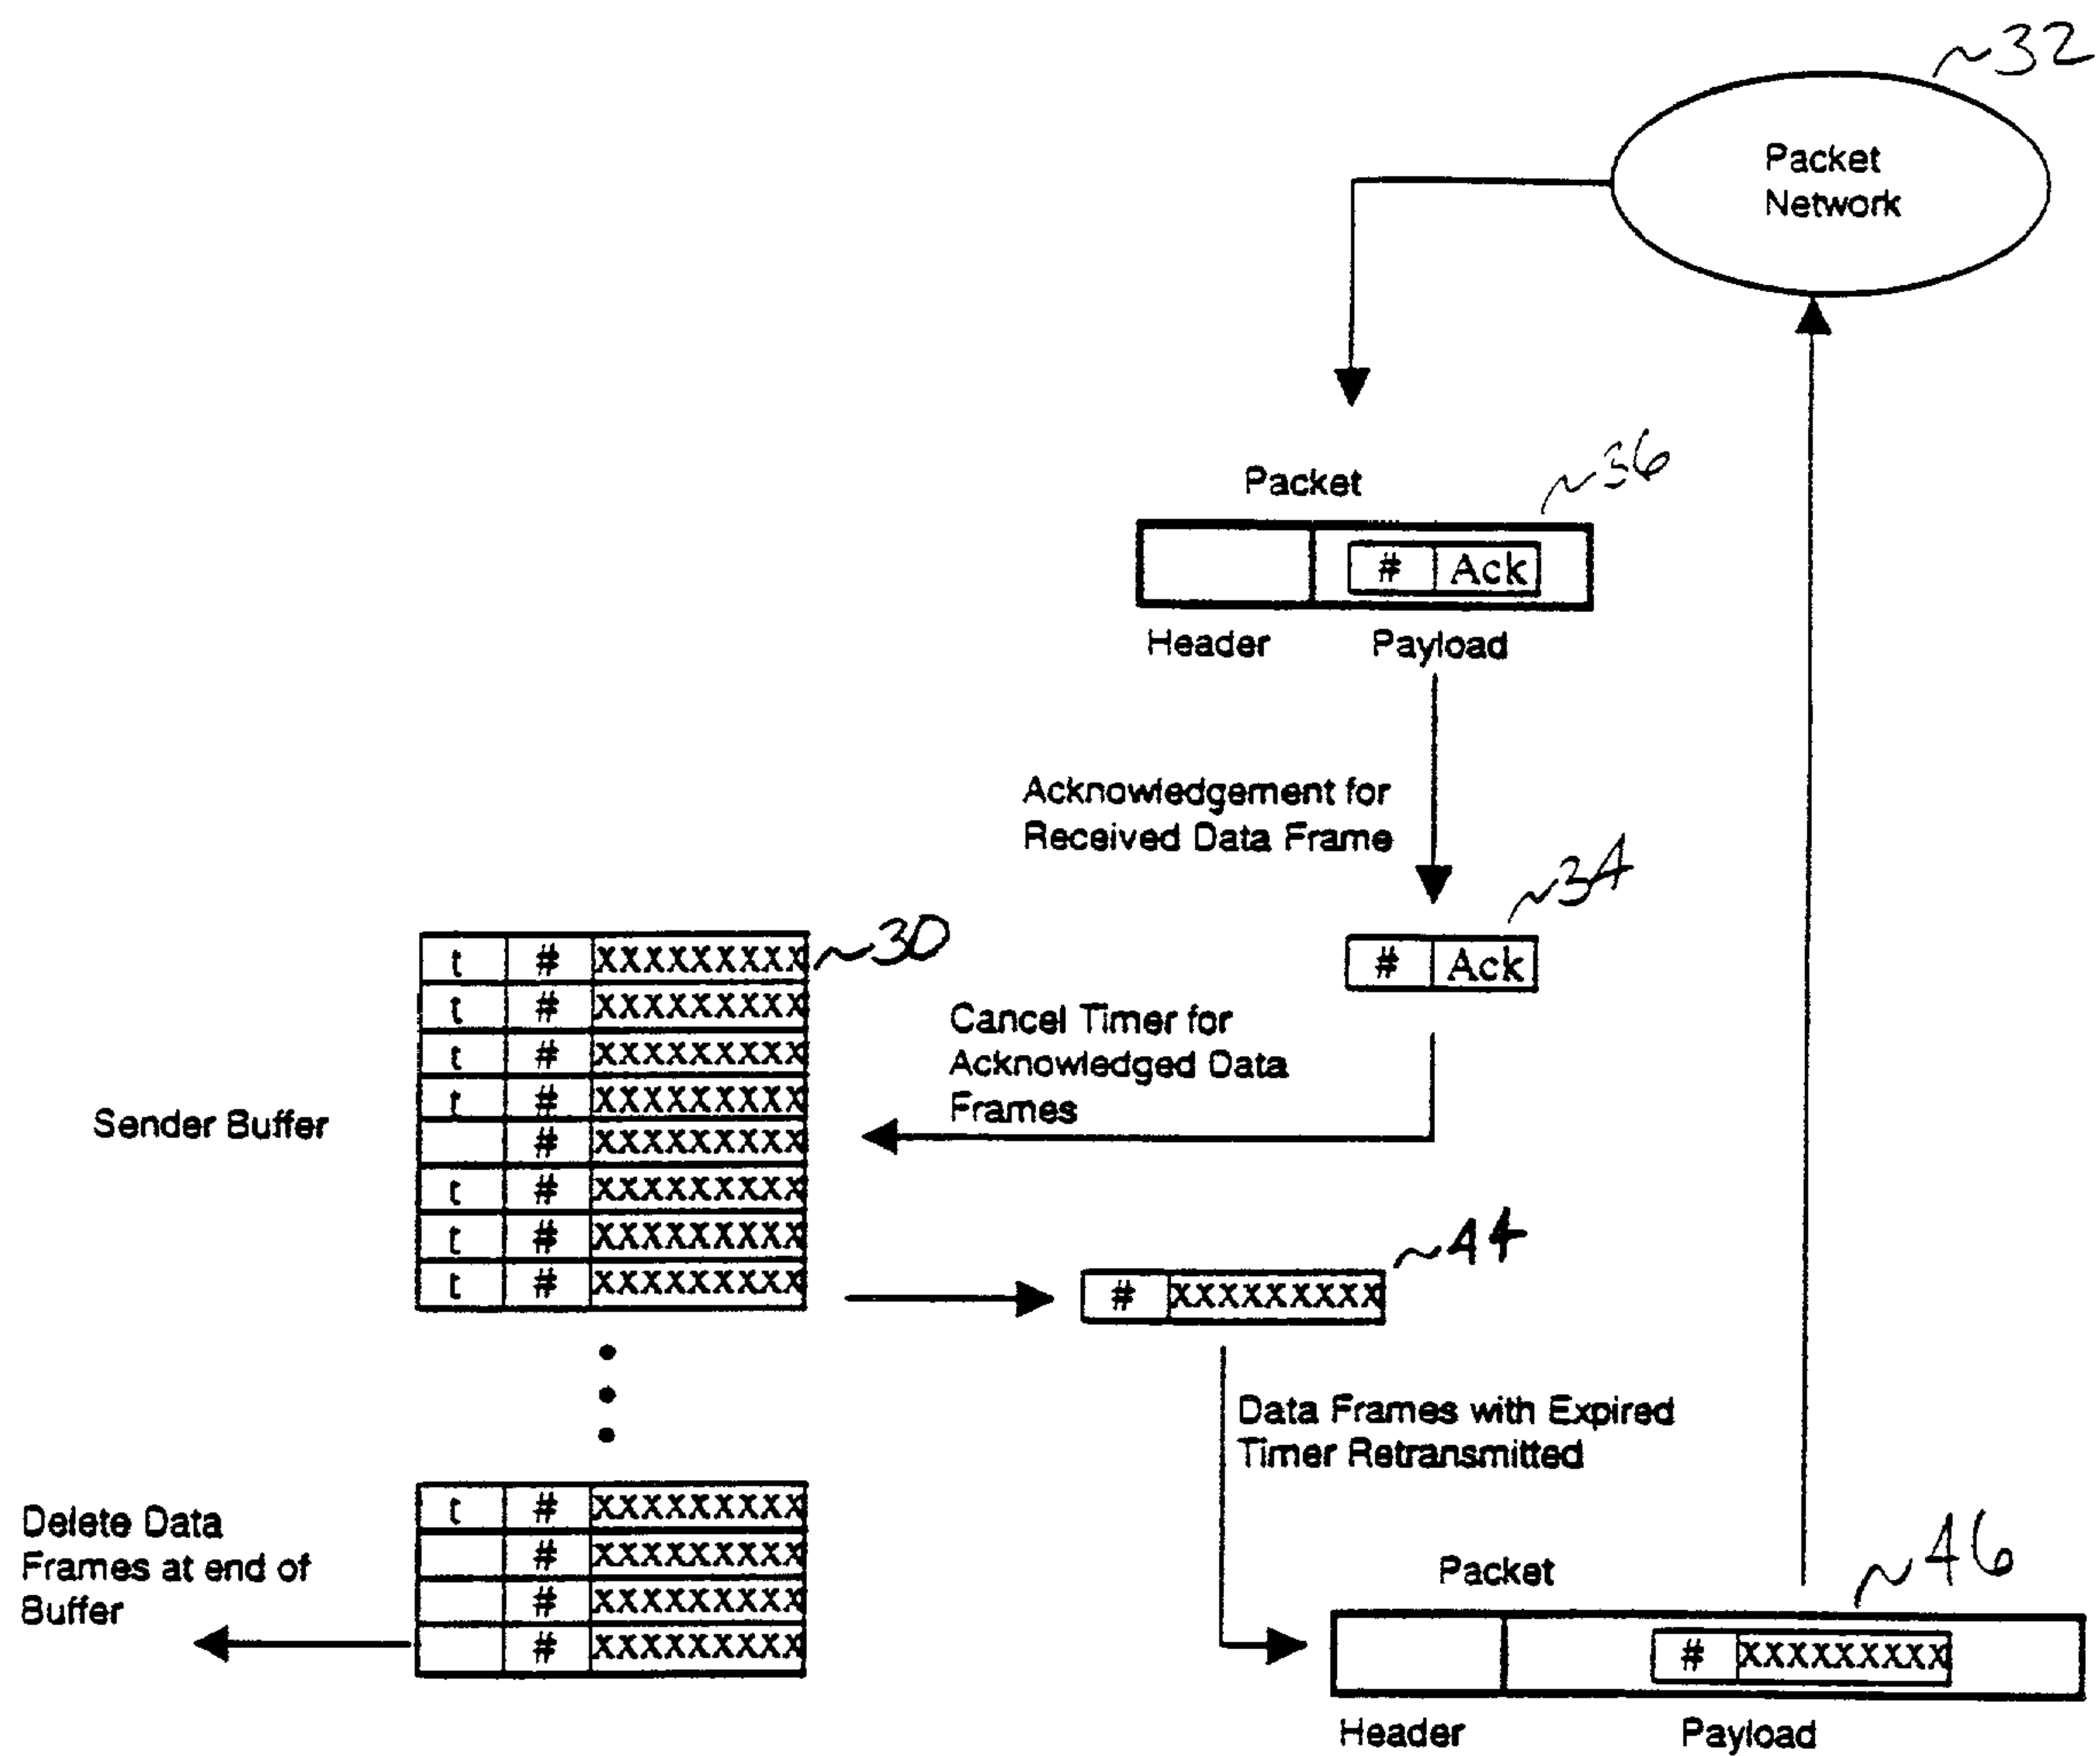 ~32
Packet
Network
Packet
~36
# Ack
Header Payload
Acknowledgement for
Received Data Frame
~34
# Ack
t # XXXXXXXXX ~30
t # XXXXXXXXX
t # XXXXXXXXX
t # XXXXXXXXX
# XXXXXXXXX
t # XXXXXXXXX
t # XXXXXXXXX
t # XXXXXXXXX
Cancel Timer for
Acknowledged Data
Frames
Sender Buffer
~44
# XXXXXXXXX
Data Frames with Expired
Timer Retransmitted
t # XXXXXXXXX
# XXXXXXXXX
# XXXXXXXXX
# XXXXXXXXX
Delete Data
Frames at end of
Buffer
Packet
~46
# XXXXXXXXX
Header Payload